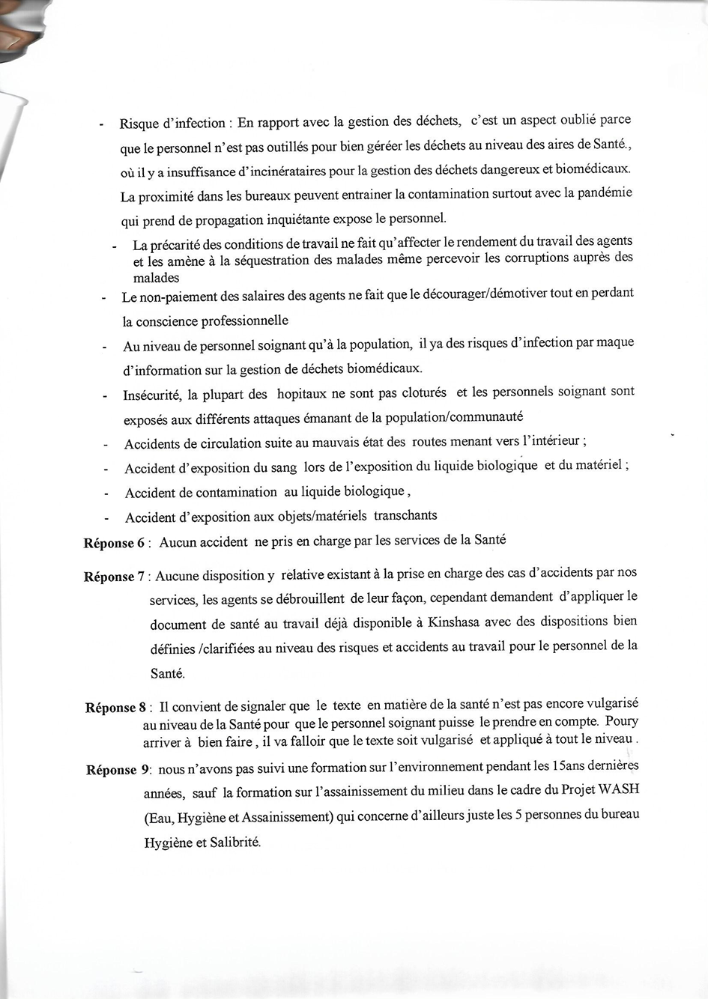 - Risque d'infection : En rapport avec la gestion des déchets, c'est un aspect oublié parce
que le personnel n'est pas outillés pour bien géréer les déchets au niveau des aires de Santé.,
où il y a insuffisance d'incinérataires pour la gestion des déchets dangereux et biomédicaux.
La proximité dans les bureaux peuvent entrainer la contamination surtout avec la pandémie
qui prend de propagation inquiétante expose le personnel.
- La précarité des conditions de travail ne fait qu'affecter le rendement du travail des agents
et les amène à la séquestration des malades même percevoir les corruptions auprès des
malades
- Le non-paiement des salaires des agents ne fait que le décourager/démotiver tout en perdant
la conscience professionnelle
- Au niveau de personnel soignant qu'à la population, il ya des risques d'infection par maque
d'information sur la gestion de déchets biomédicaux.
- Insécurité, la plupart des hopitaux ne sont pas cloturés et les personnels soignant sont
exposés aux différents attaques émanant de la population/communauté
- Accidents de circulation suite au mauvais état des routes menant vers l'intérieur ;
- Accident d'exposition du sang lors de l'exposition du liquide biologique et du matériel ;
- Accident de contamination au liquide biologique ,
- Accident d'exposition aux objets/matériels transchants
Réponse 6 : Aucun accident ne pris en charge par les services de la Santé
Réponse 7 : Aucune disposition y relative existant à la prise en charge des cas d'accidents par nos
services, les agents se débrouillent de leur façon, cependant demandent d'appliquer le
document de santé au travail déjà disponible à Kinshasa avec des dispositions bien
définies /clarifiées au niveau des risques et accidents au travail pour le personnel de la
Santé.
Réponse 8 : Il convient de signaler que le texte en matière de la santé n'est pas encore vulgarisé
au niveau de la Santé pour que le personnel soignant puisse le prendre en compte. Poury
arriver à bien faire , il va falloir que le texte soit vulgarisé et appliqué à tout le niveau .
Réponse 9: nous n'avons pas suivi une formation sur l'environnement pendant les 15ans dernières
années, sauf la formation sur l'assainissement du milieu dans le cadre du Projet WASH
(Eau, Hygiène et Assainissement) qui concerne d'ailleurs juste les 5 personnes du bureau
Hygiène et Salibrité.